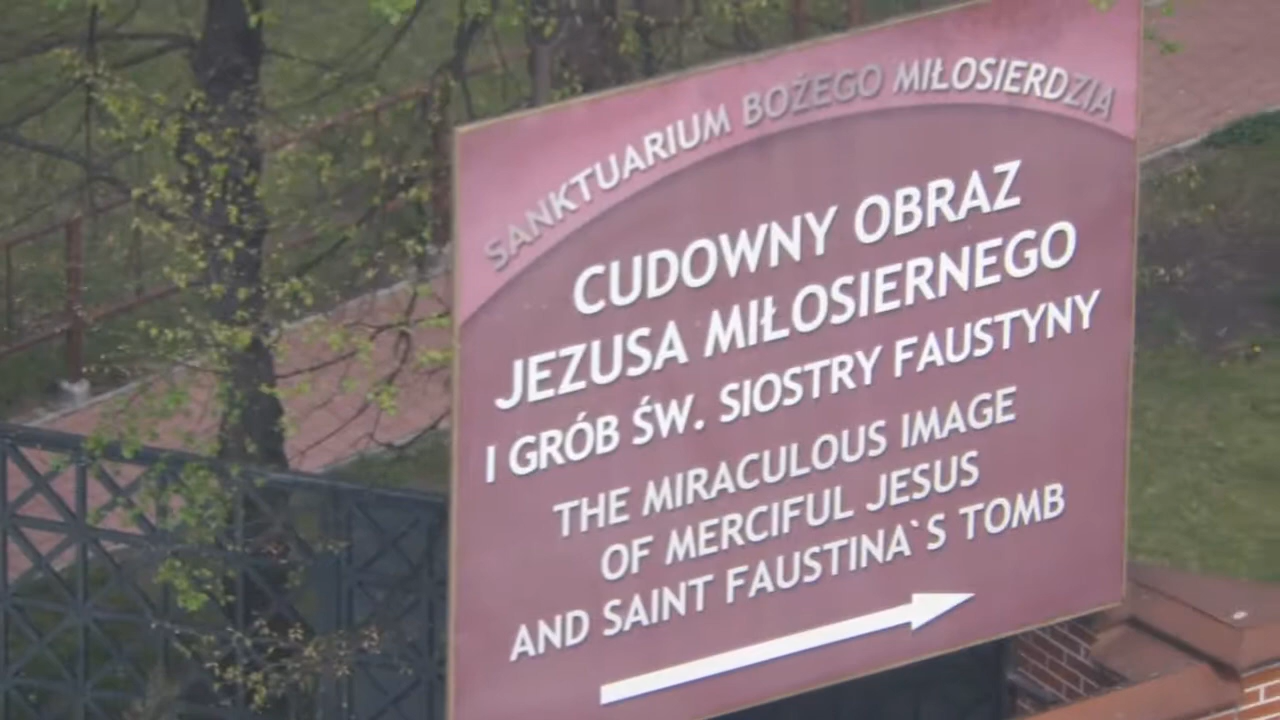 SANKTUARIUM BOŻEGO MIŁOSIERDZIA
CUDOWNY OBRAZ
JEZUSA MIŁOSIERNEGO
I GRÓB ŚW. SIOSTRY FAUSTYNY
THE MIRACULOUS IMAGE
OF MERCIFUL JESUS
AND SAINT FAUSTINA`S TOMB